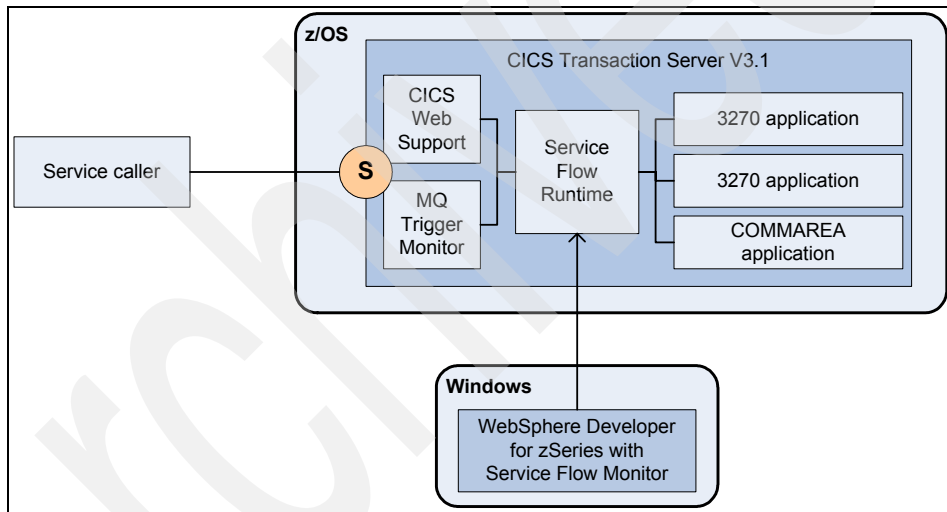 z/OS
CICS Transaction Server V3.1
CICS
Web
Support
MQ
Trigger
Monitor
Service caller
S
Service
Flow
Runtime
3270 application
3270 application
COMMAREA
application
Windows
WebSphere Developer
for zSeries with
Service Flow Monitor